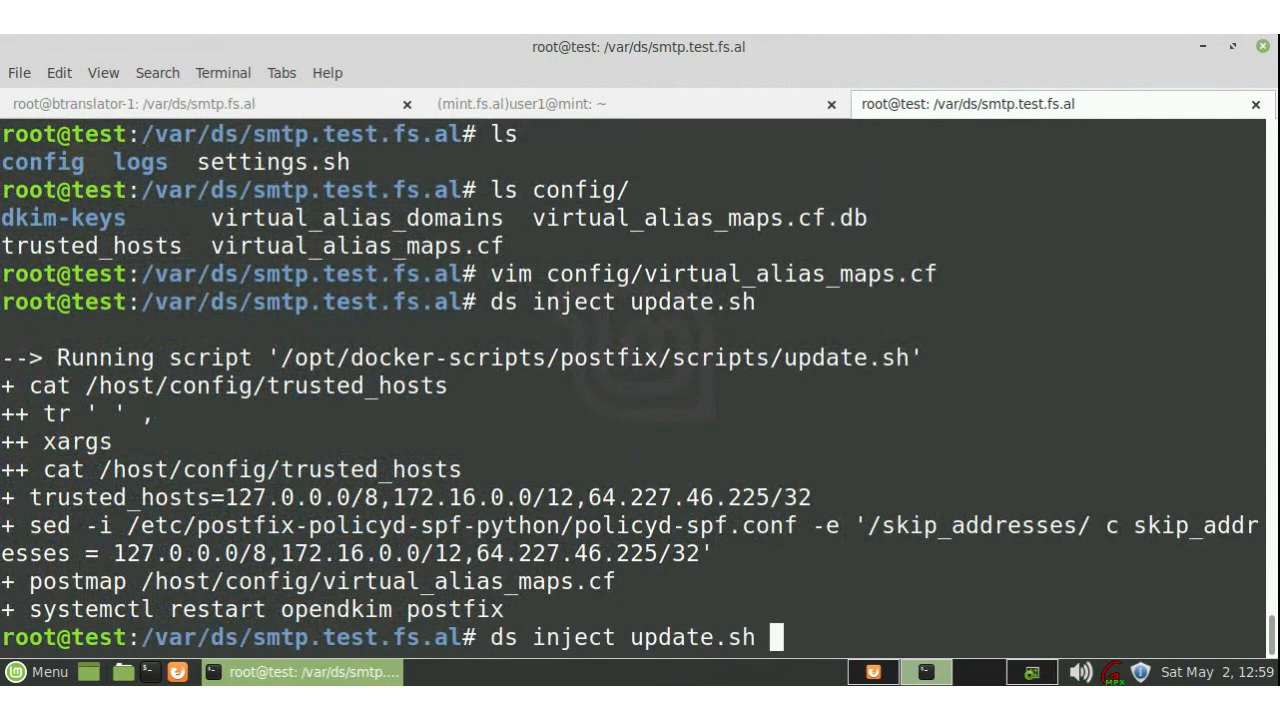 root@test: /var/ds/smtp.test.fs.al
File Edit View Search Terminal Tabs Help
root@btranslator-1: /var/ds/smtp.fs.al × (mint.fs.al)user1@mint: ~ × root@test: /var/ds/smtp.test.fs.al ×
root@test:/var/ds/smtp.test.fs.al# ls
config logs settings.sh
root@test:/var/ds/smtp.test.fs.al# ls config/
dkim-keys virtual_alias_domains virtual_alias_maps.cf.db
trusted_hosts virtual_alias_maps.cf
root@test:/var/ds/smtp.test.fs.al# vim config/virtual_alias_maps.cf
root@test:/var/ds/smtp.test.fs.al# ds inject update.sh
--> Running script '/opt/docker-scripts/postfix/scripts/update.sh'
+ cat /host/config/trusted_hosts
++ tr ' ' ,
++ xargs
++ cat /host/config/trusted_hosts
+ trusted_hosts=127.0.0.0/8,172.16.0.0/12,64.227.46.225/32
+ sed -i /etc/postfix-policyd-spf-python/policyd-spf.conf -e '/skip_addresses/ c skip_addr
esses = 127.0.0.0/8,172.16.0.0/12,64.227.46.225/32'
+ postmap /host/config/virtual_alias_maps.cf
+ systemctl restart opendkim postfix
root@test:/var/ds/smtp.test.fs.al# ds inject update.sh
Menu root@test: /var/ds/smtp.... MPX Sat May 2, 12:59